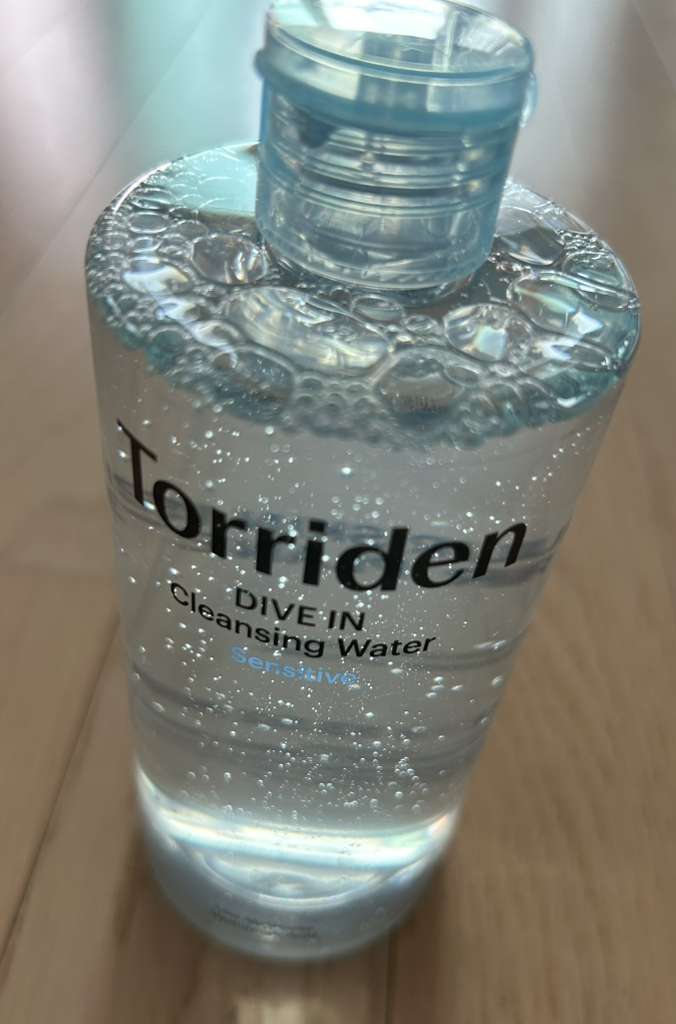 Torriden
DIVE IN
Cleansing Water
Sensitive